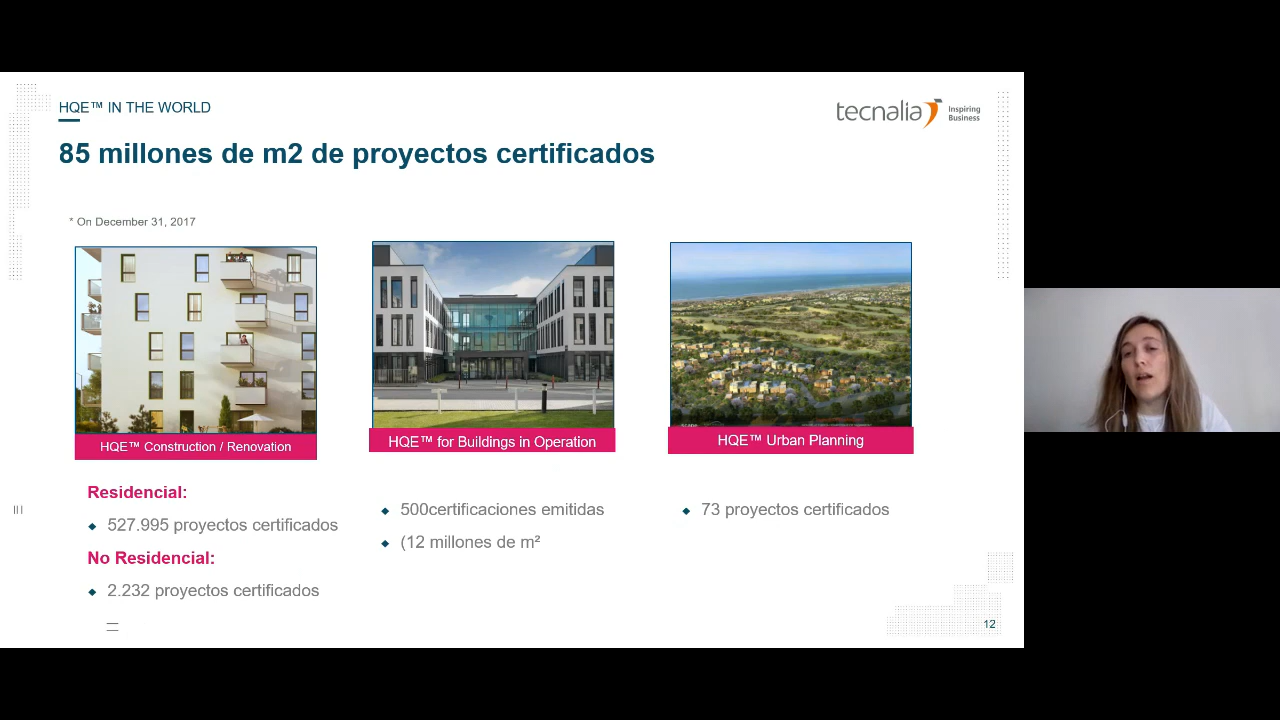 HQE™ IN THE WORLD
tecnalia Inspiring Business
85 millones de m2 de proyectos certificados
* On December 31, 2017
HQE™ Construction / Renovation
HQE™ for Buildings in Operation
HQE™ Urban Planning
Residencial:
527.995 proyectos certificados
No Residencial:
2.232 proyectos certificados
500certificaciones emitidas
(12 millones de m²
73 proyectos certificados
12